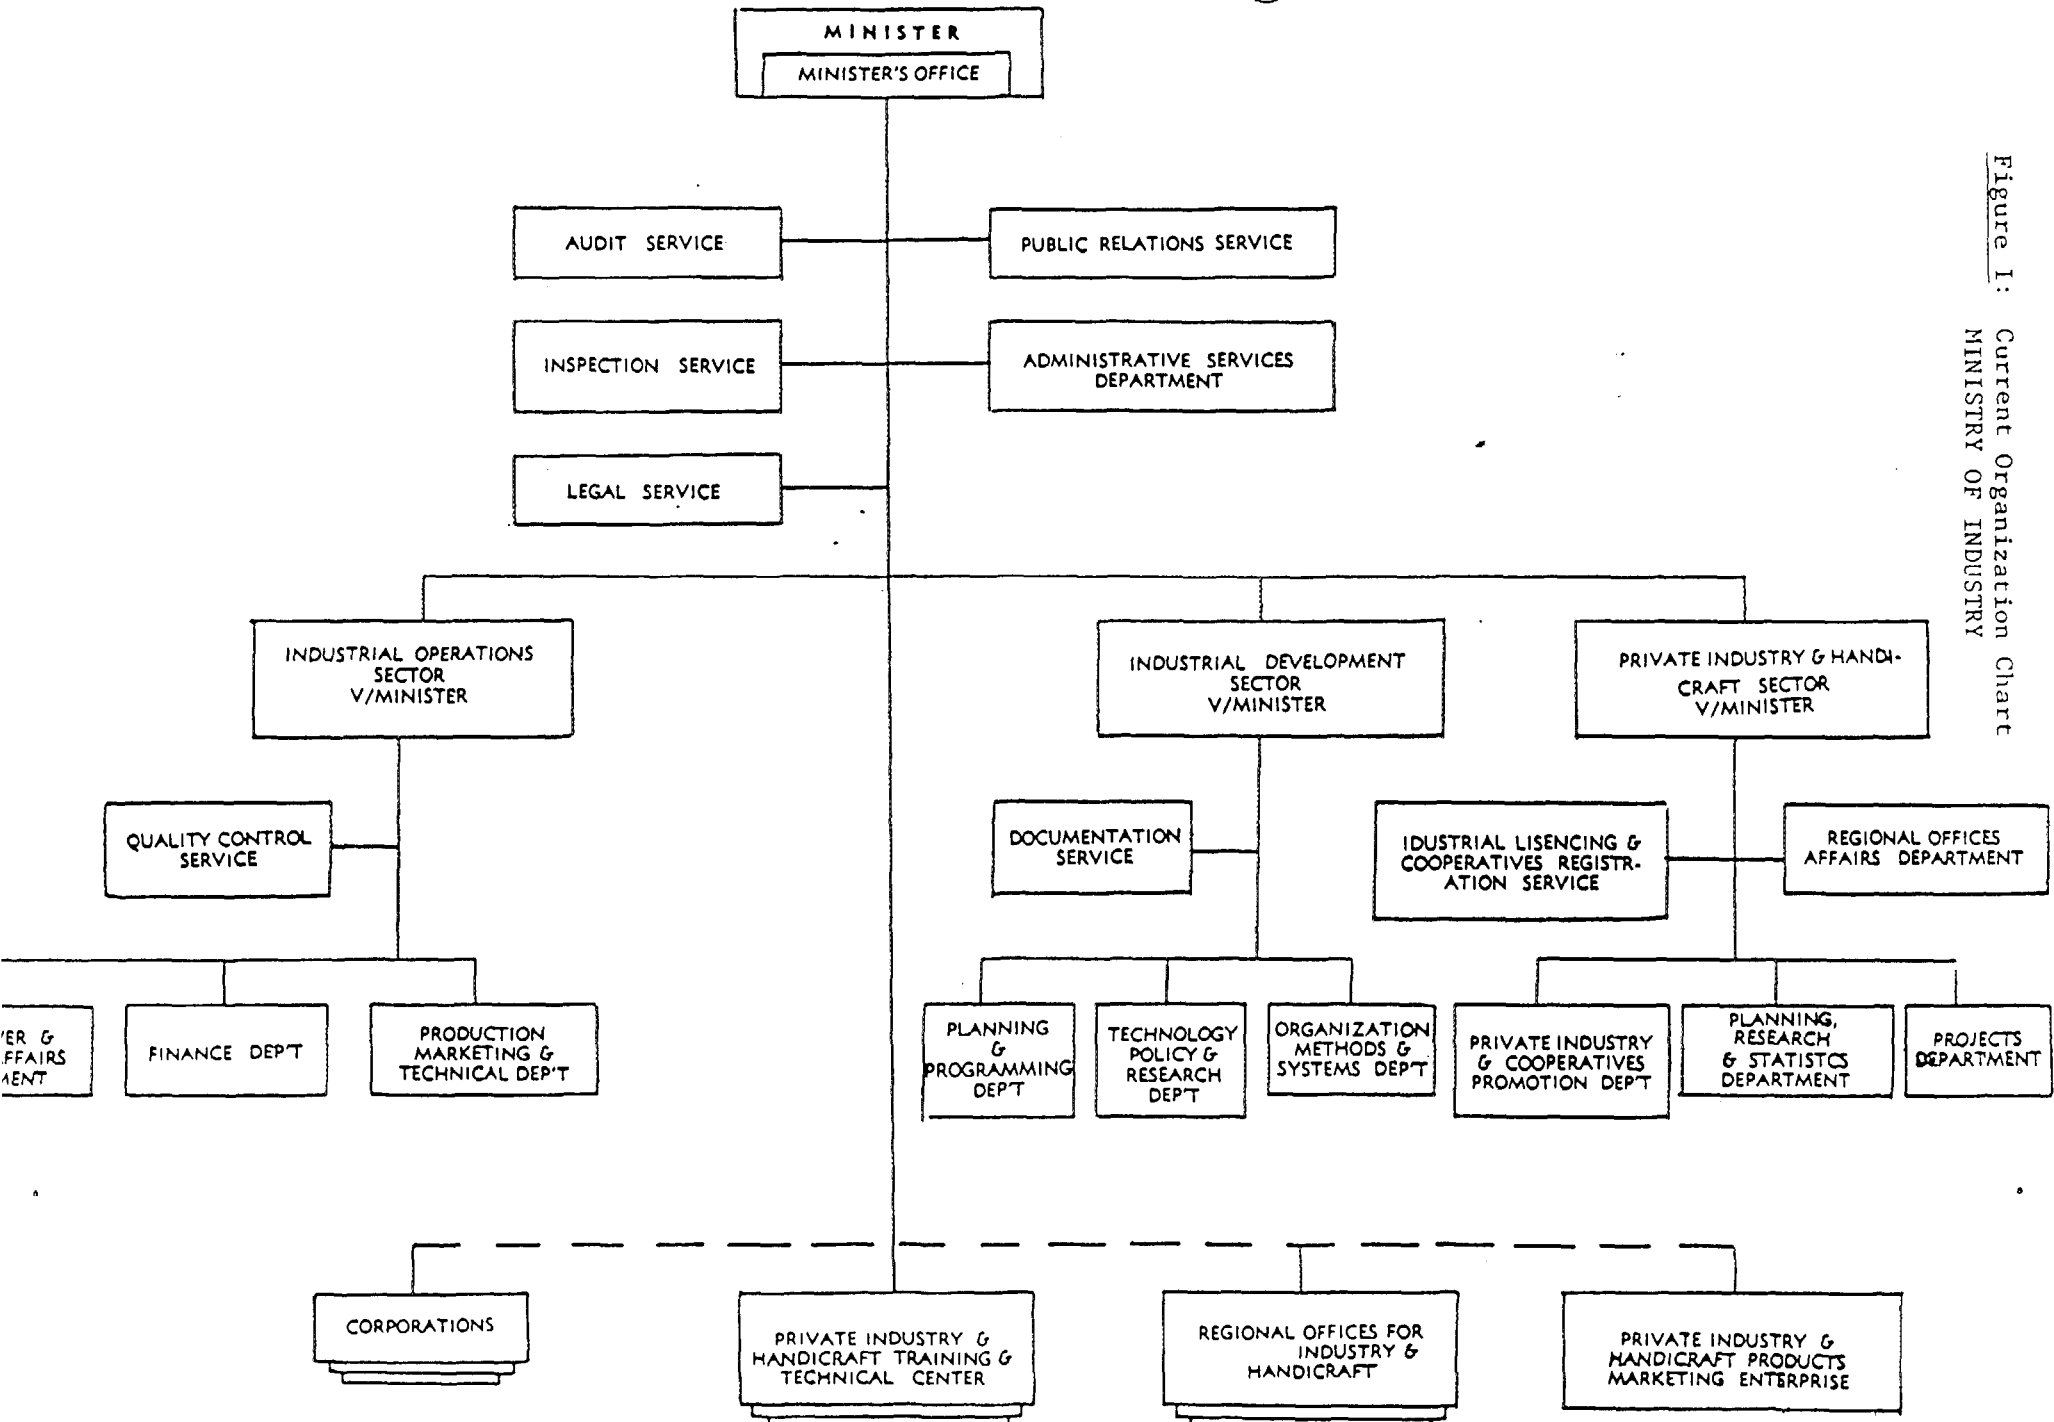 MINISTER
MINISTER'S OFFICE
Figure I: Current Organization Chart
MINISTRY OF INDUSTRY
AUDIT SERVICE
PUBLIC RELATIONS SERVICE
INSPECTION SERVICE
ADMINISTRATIVE SERVICES
DEPARTMENT
LEGAL SERVICE
INDUSTRIAL OPERATIONS
SECTOR
V/MINISTER
INDUSTRIAL DEVELOPMENT
SECTOR
V/MINISTER
PRIVATE INDUSTRY & HANDI-
CRAFT SECTOR
V/MINISTER
QUALITY CONTROL
SERVICE
DOCUMENTATION
SERVICE
IDUSTRIAL LISENCING &
COOPERATIVES REGISTR-
ATION SERVICE
REGIONAL OFFICES
AFFAIRS DEPARTMENT
ER &
FFAIRS
MENT
FINANCE DEP'T
PRODUCTION
MARKETING &
TECHNICAL DEP'T
PLANNING
&
PROGRAMMING
DEP'T
TECHNOLOGY
POLICY &
RESEARCH
DEP'T
ORGANIZATION
METHODS &
SYSTEMS DEP'T
PRIVATE INDUSTRY
& COOPERATIVES
PROMOTION DEP'T
PLANNING,
RESEARCH
& STATISTCS
DEPARTMENT
PROJECTS
DEPARTMENT
CORPORATIONS
PRIVATE INDUSTRY &
HANDICRAFT TRAINING &
TECHNICAL CENTER
REGIONAL OFFICES FOR
INDUSTRY &
HANDICRAFT
PRIVATE INDUSTRY &
HANDICRAFT PRODUCTS
MARKETING ENTERPRISE